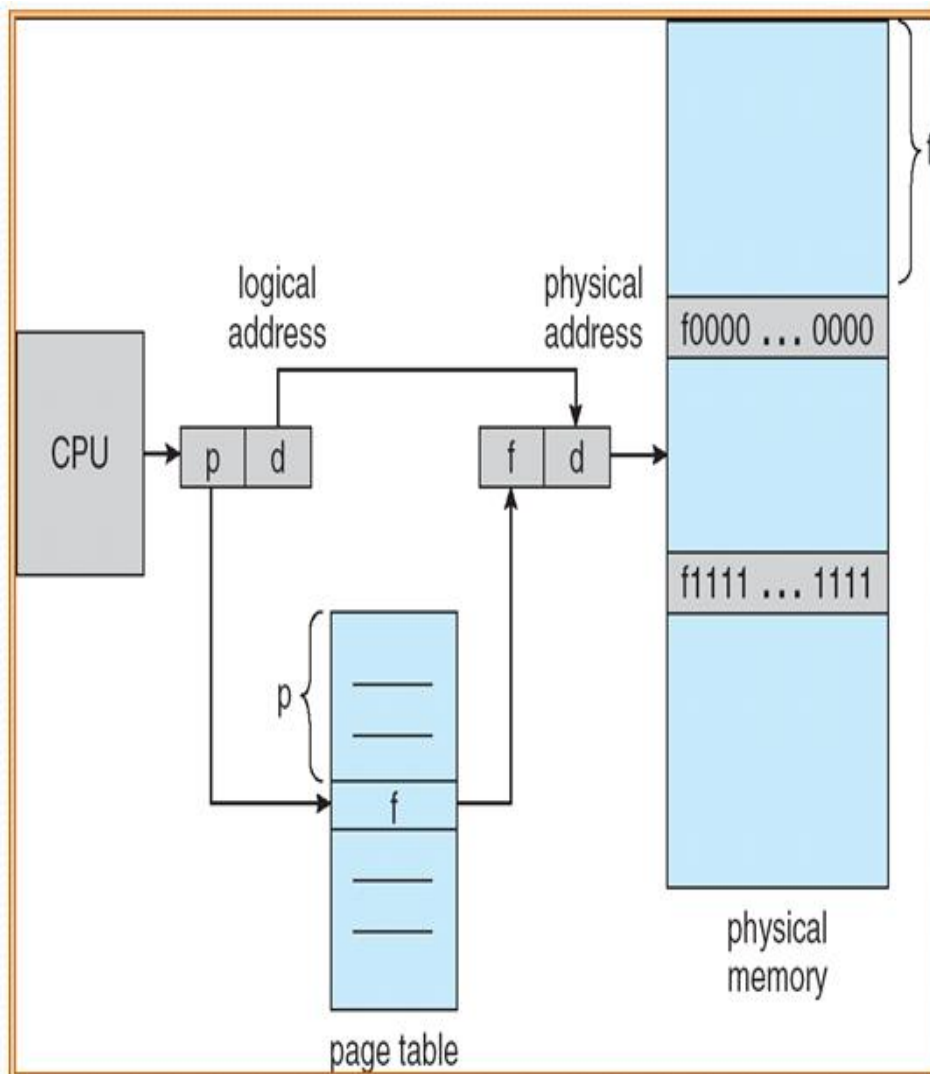 logical
address
physical
address
CPU
p
d
f
d
f0000 ... 0000
f1111 ... 1111
p
f
page table
physical
memory